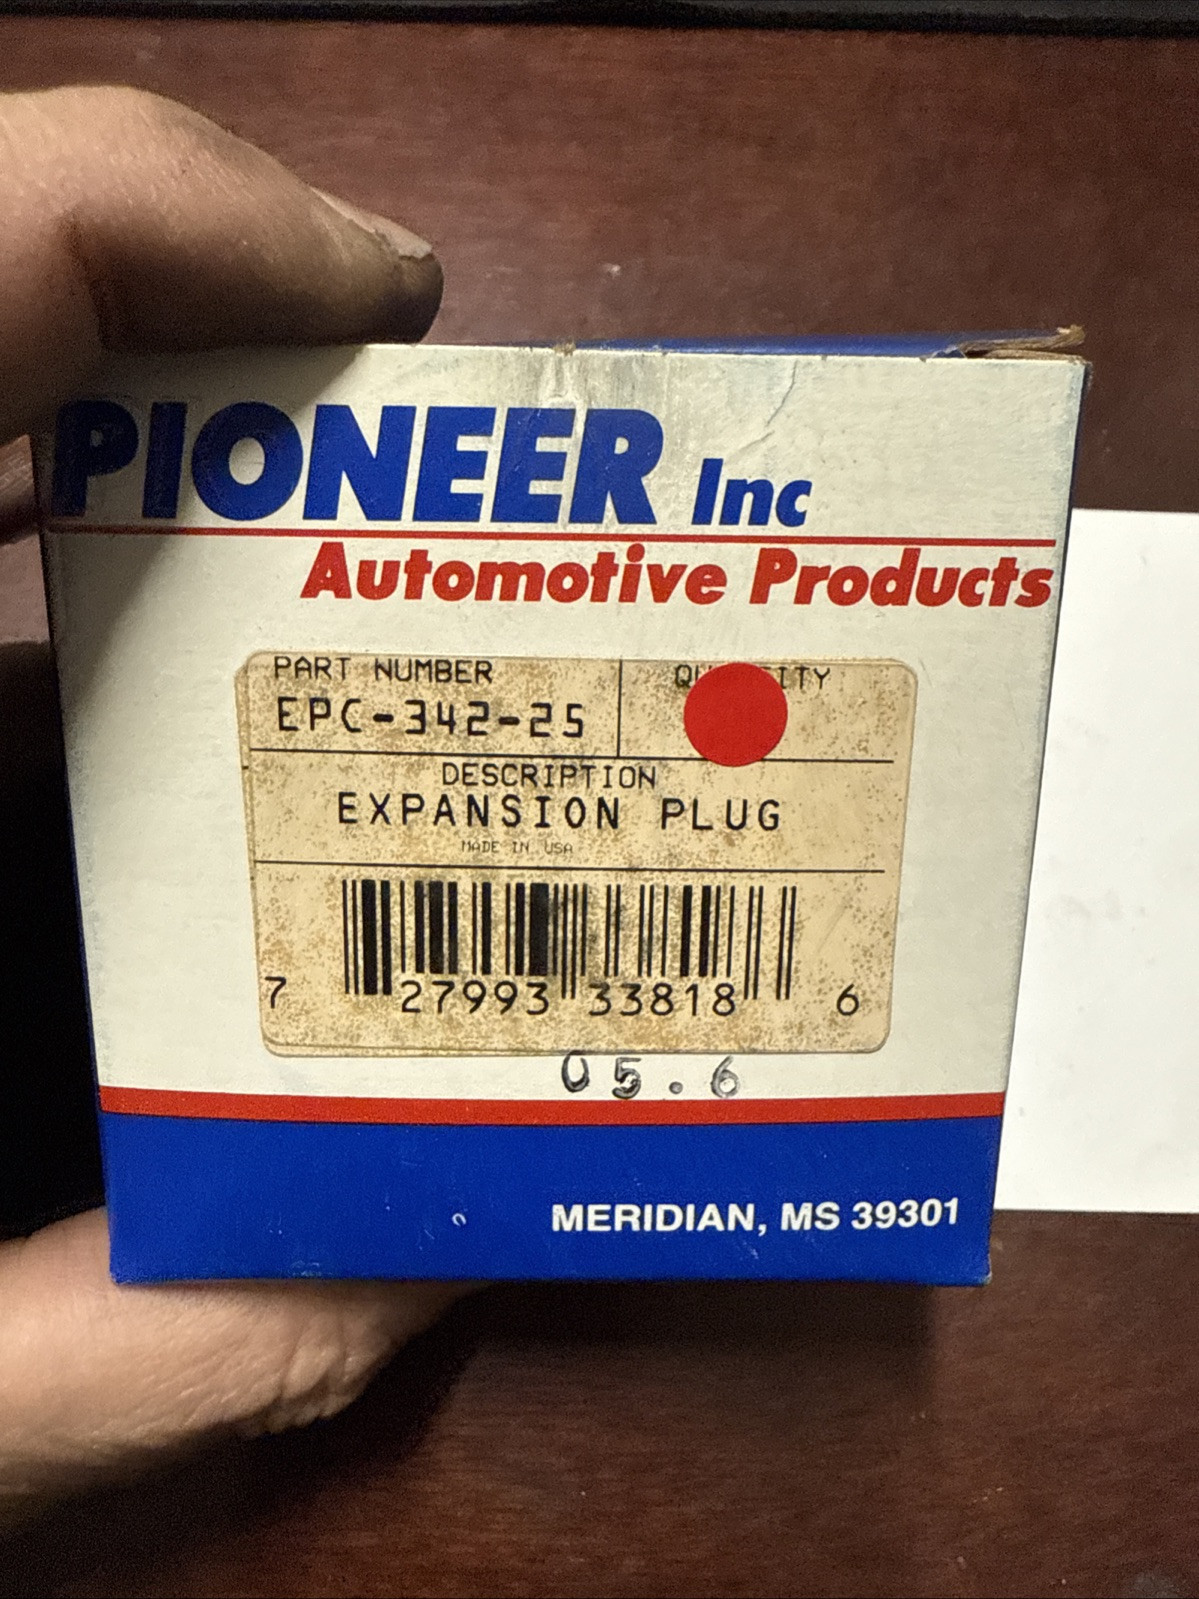 PIONEER Inc
Automotive Products
PART NUMBER
EPC-342-25
DESCRIPTION
EXPANSION PLUG
MADE IN USA
7 27993 33818 6
05.6
MERIDIAN, MS 39301